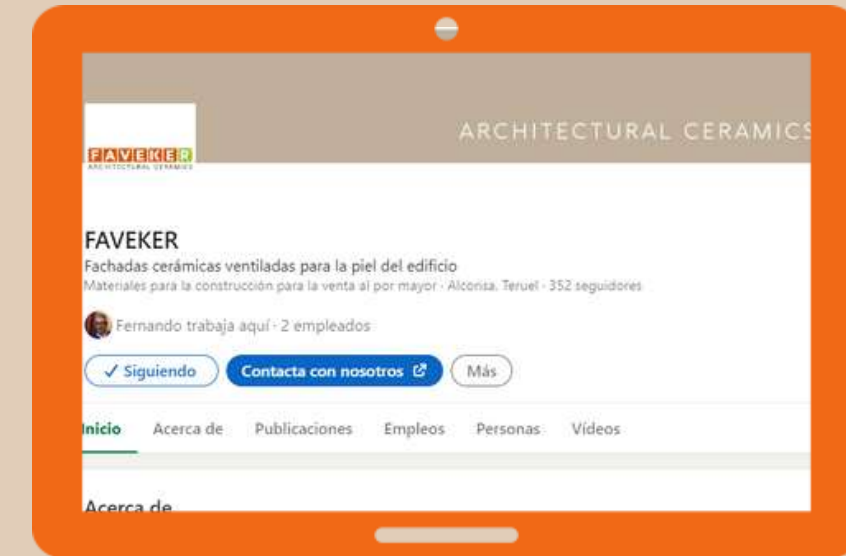 ARCHITECTURAL CERAMICS
FAVEKER
ARCHITECTURAL CERAMICS
FAVEKER
Fachadas cerámicas ventiladas para la piel del edificio
Materiales para la construcción para la venta al por mayor · Alcorisa, Teruel · 352 seguidores
Fernando trabaja aquí · 2 empleados
✓ Siguiendo Contacta con nosotros Más
Inicio Acerca de Publicaciones Empleos Personas Vídeos
Acerca de